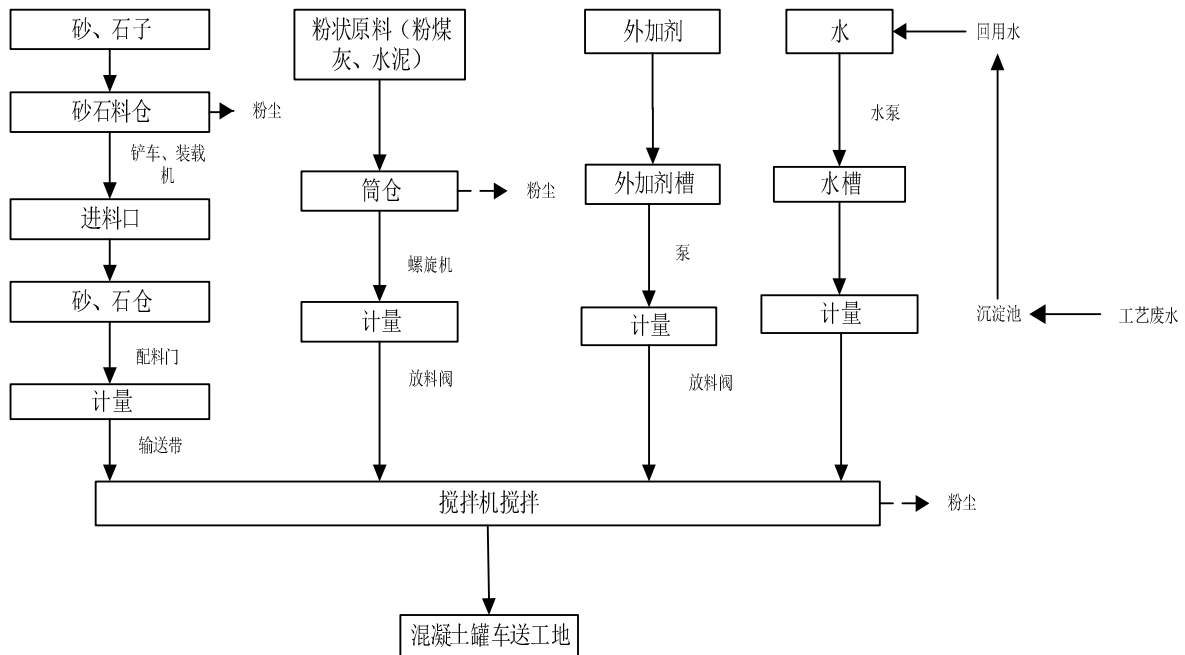 砂、石子
粉状原料（粉煤
灰、水泥）
外加剂
水
回用水
砂石料仓
粉尘
水泵
铲车、装载
机
筒仓
粉尘
外加剂槽
水槽
进料口
螺旋机
泵
砂、石仓
计量
计量
计量
沉淀池
工艺废水
配料门
放料阀
放料阀
计量
输送带
搅拌机搅拌
粉尘
混凝土罐车送工地